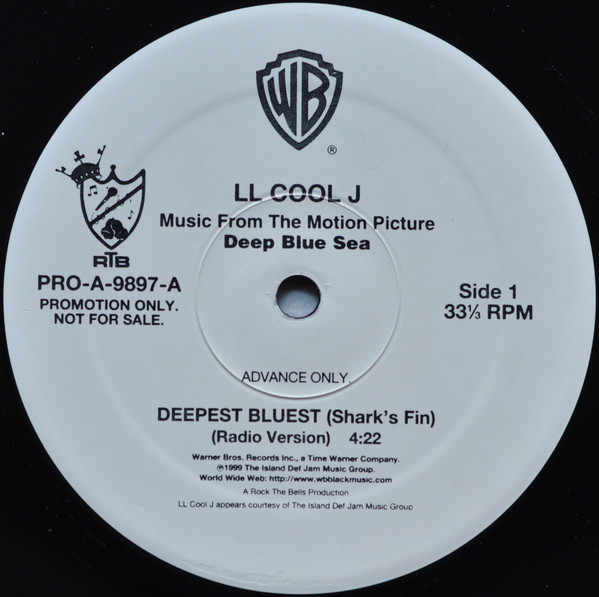 WB
®
LL COOL J
Music From The Motion Picture
Deep Blue Sea
RTB
PRO-A-9897-A
PROMOTION ONLY.
NOT FOR SALE.
Side 1
33⅓ RPM
ADVANCE ONLY.
DEEPEST BLUEST (Shark's Fin)
(Radio Version) 4:22
Warner Bros. Records Inc., a Time Warner Company.
℗1999 The Island Def Jam Music Group.
World Wide Web: http://www.wbblackmusic.com
A Rock The Bells Production
LL Cool J appears courtesy of The Island Def Jam Music Group